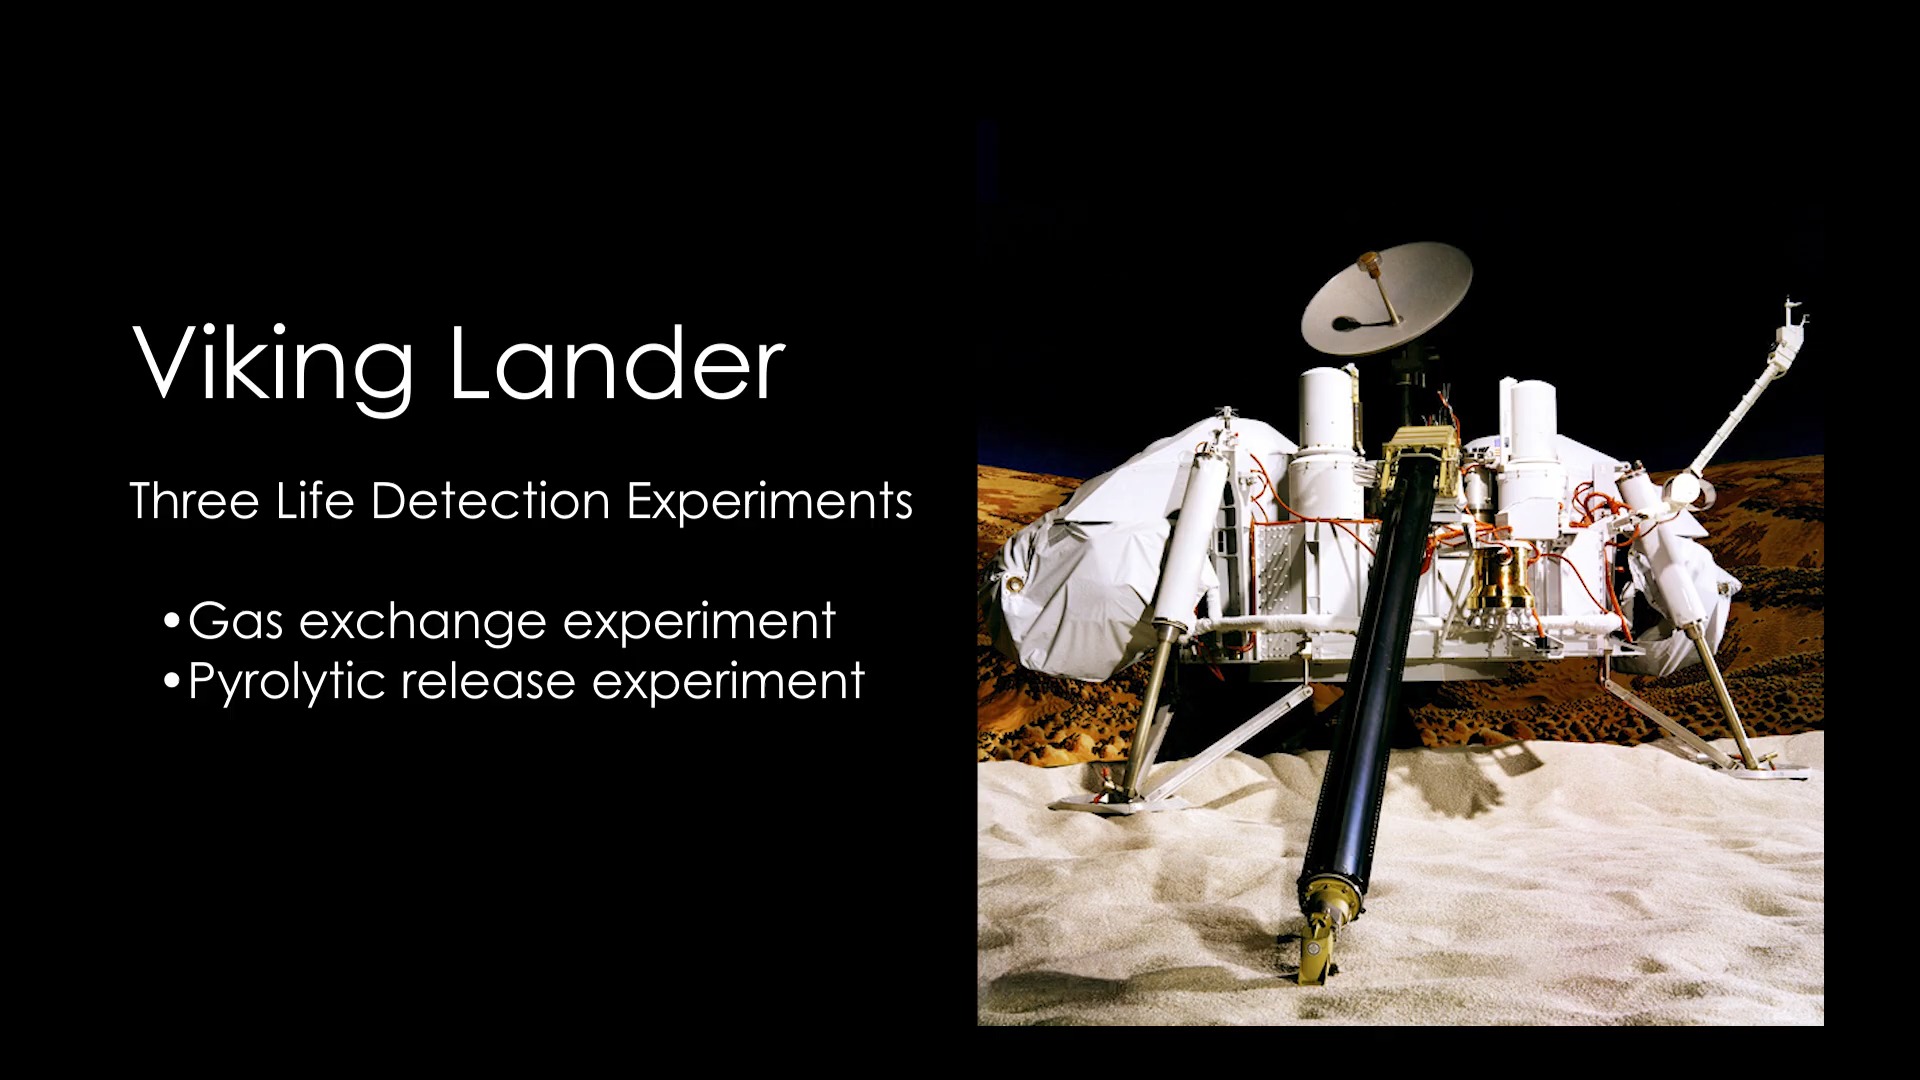 Viking Lander
Three Life Detection Experiments
•Gas exchange experiment
•Pyrolytic release experiment